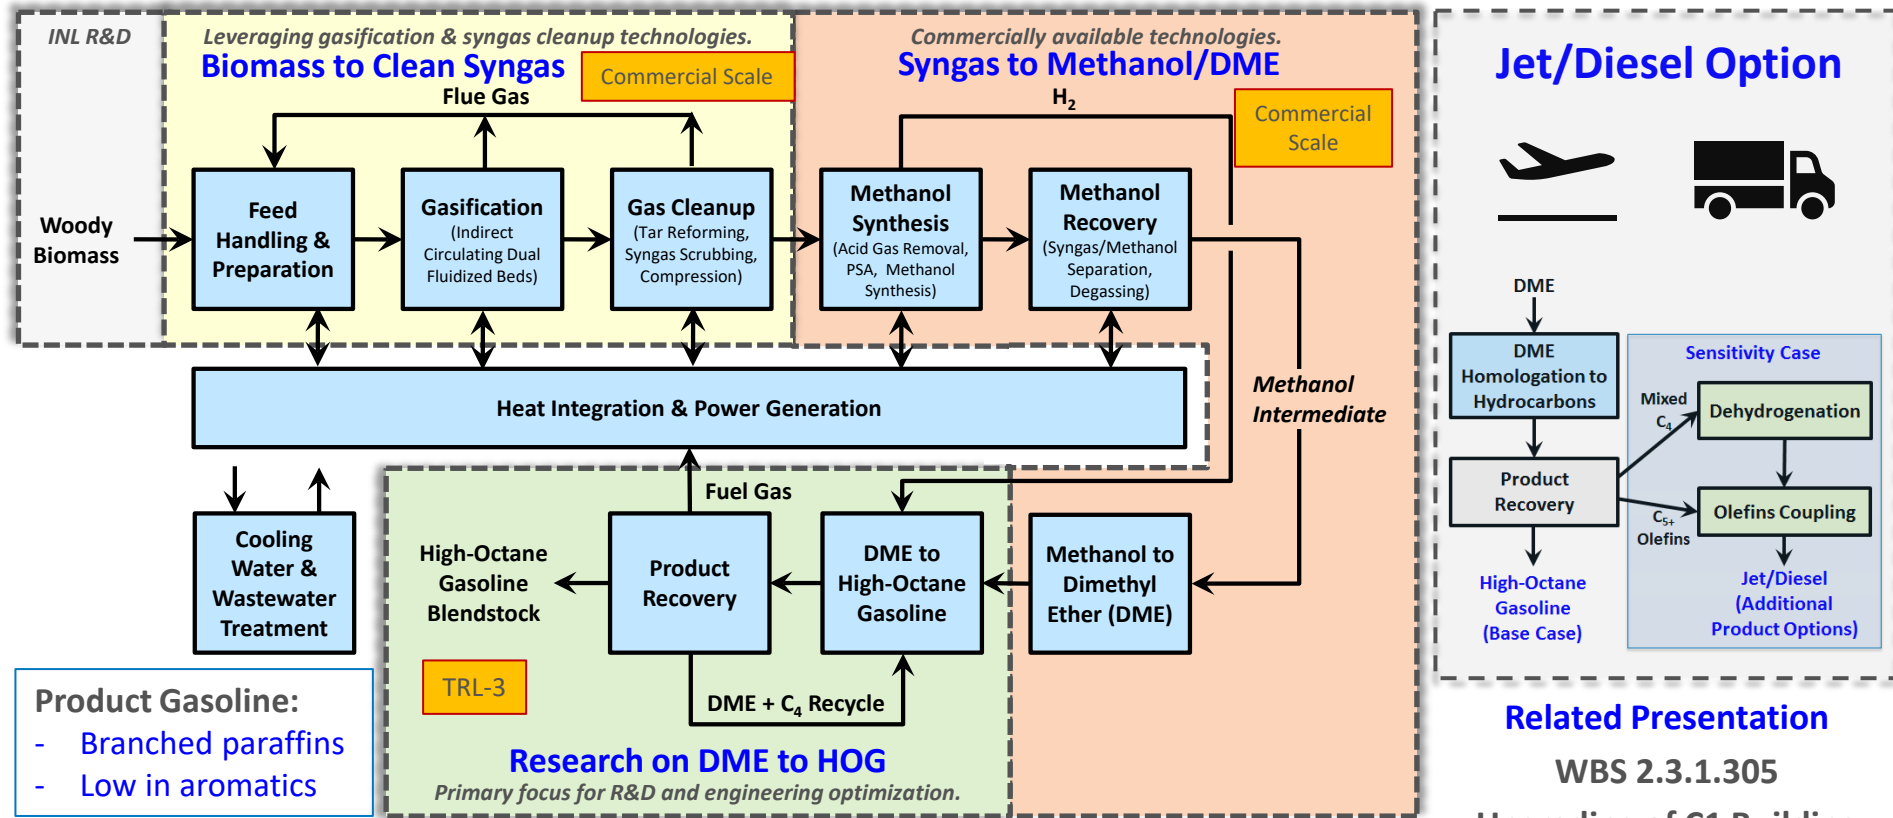 INL R&D
Leveraging gasification & syngas cleanup technologies.
Biomass to Clean Syngas
Commercial Scale
Flue Gas
Commercially available technologies.
Syngas to Methanol/DME
H2
Commercial
Scale
Woody
Biomass
Feed
Handling &
Preparation
Gasification
(Indirect
Circulating Dual
Fluidized Beds)
Gas Cleanup
(Tar Reforming,
Syngas Scrubbing,
Compression)
Methanol
Synthesis
(Acid Gas Removal,
PSA, Methanol
Synthesis)
Methanol
Recovery
(Syngas/Methanol
Separation,
Degassing)
Heat Integration & Power Generation
Methanol
Intermediate
Cooling
Water &
Wastewater
Treatment
Fuel Gas
High-Octane
Gasoline
Blendstock
Product
Recovery
DME to
High-Octane
Gasoline
Methanol to
Dimethyl
Ether (DME)
TRL-3
DME + C4 Recycle
Research on DME to HOG
Primary focus for R&D and engineering optimization.
Product Gasoline:
- Branched paraffins
- Low in aromatics
Jet/Diesel Option
DME
DME
Homologation to
Hydrocarbons
Product
Recovery
High-Octane
Gasoline
(Base Case)
Sensitivity Case
Mixed
C4
Dehydrogenation
C5+
Olefins
Olefins Coupling
Jet/Diesel
(Additional
Product Options)
Related Presentation
WBS 2.3.1.305
Upgrading of C1 Building